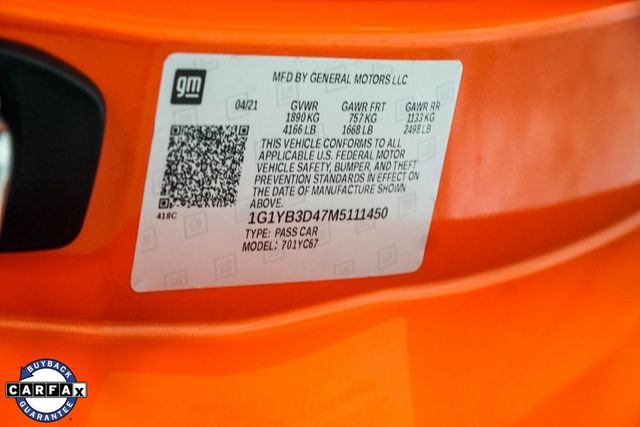 gm
MFD BY GENERAL MOTORS LLC
04/21 GVWR GAWR FRT GAWR RR
1890 KG 757 KG 1133 KG
4166 LB 1668 LB 2498 LB
THIS VEHICLE CONFORMS TO ALL
APPLICABLE U.S. FEDERAL MOTOR
VEHICLE SAFETY, BUMPER, AND THEFT
PREVENTION STANDARDS IN EFFECT ON
THE DATE OF MANUFACTURE SHOWN
ABOVE.
418C
1G1YB3D47M5111450
TYPE: PASS CAR
MODEL: 701YC67
BUYBACK
CARFAX
GUARANTEE